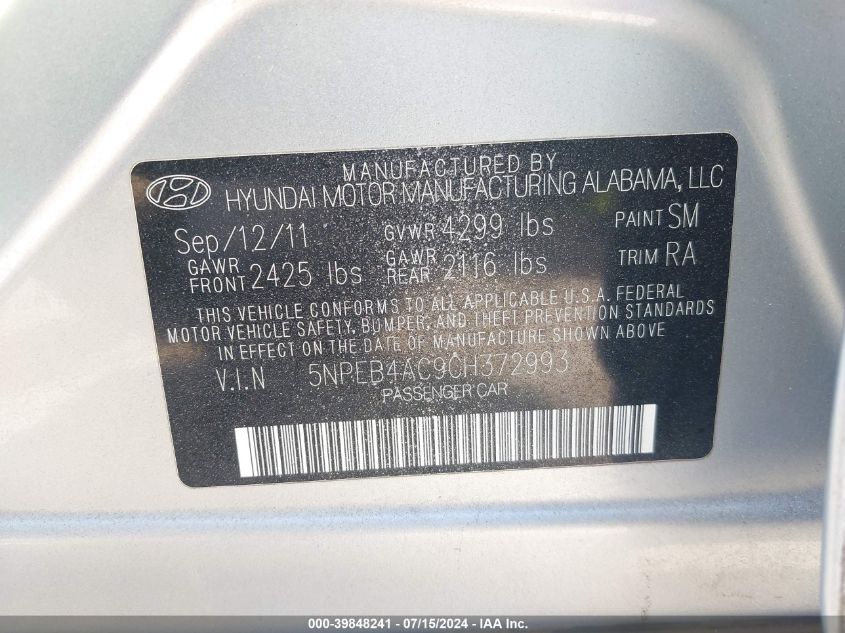 MANUFACTURED BY
HYUNDAI MOTOR MANUFACTURING ALABAMA, LLC
Sep/12/11 GVWR 4299 lbs PAINT SM
GAWR FRONT 2425 lbs GAWR REAR 2116 lbs TRIM RA
THIS VEHICLE CONFORMS TO ALL APPLICABLE U.S.A. FEDERAL
MOTOR VEHICLE SAFETY, BUMPER, AND THEFT PREVENTION STANDARDS
IN EFFECT ON THE DATE OF MANUFACTURE SHOWN ABOVE
V.I.N 5NPEB4AC9CH372993
PASSENGER CAR
000-39848241 - 07/15/2024 - IAA Inc.